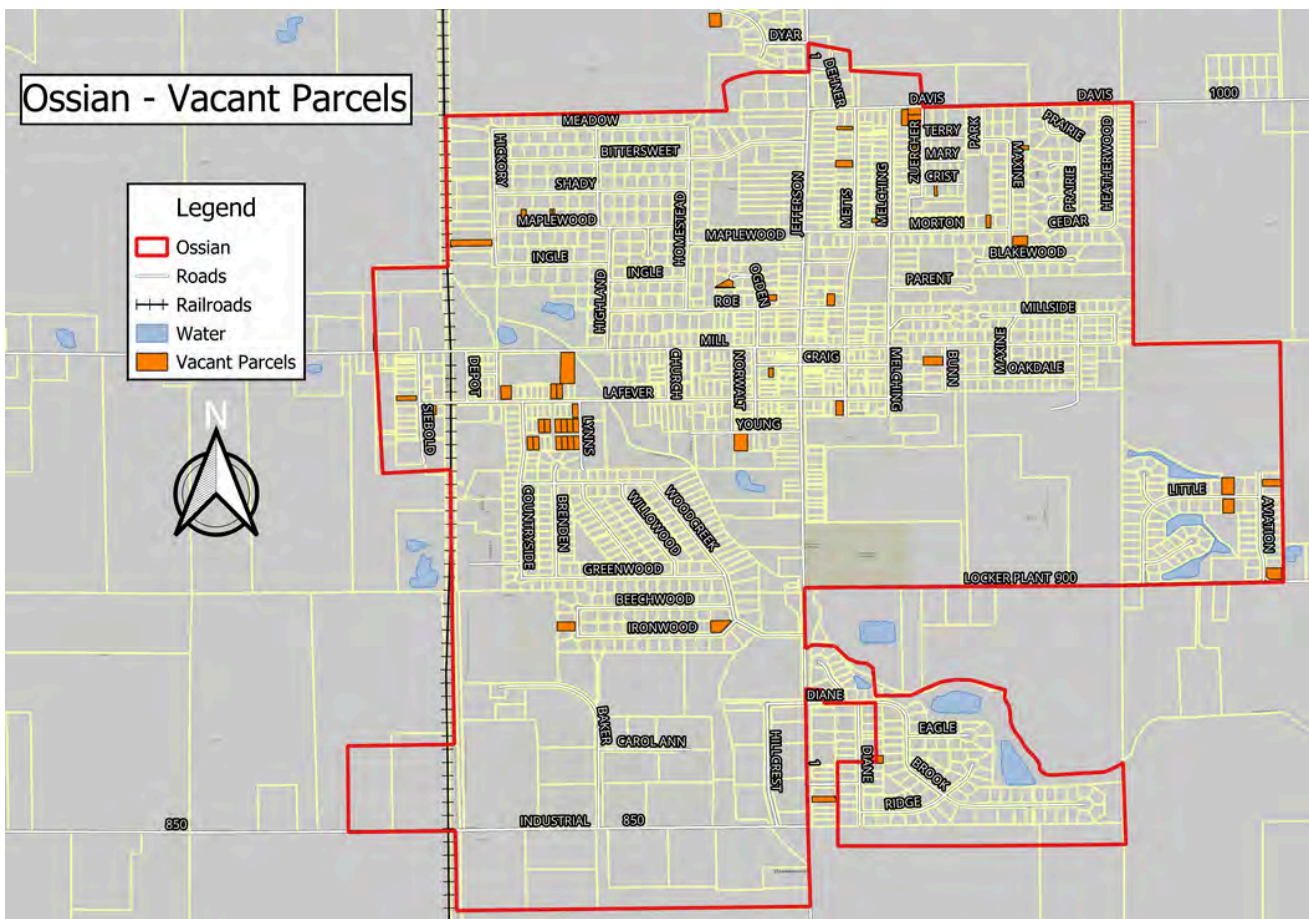 Ossian - Vacant Parcels
Legend
Ossian
Roads
Railroads
Water
Vacant Parcels
N
DYAR
1
DEHNER
DAVIS
DAVIS
1000
MEADOW
HICKORY
BITTERSWEET
SHADY
MAPLEWOOD
HOMESTEAD
MAPLEWOOD
JEFFERSON
METTS
MELCHING
ZUERCHER
TERRY
MARY
CRIST
PARK
MAXINE
PRAIRIE
PRAIRIE
HEATHERWOOD
CEDAR
MORTON
BLAKEWOOD
INGLE
INGLE
HIGHLAND
ROE
OGDEN
PARENT
MILLSIDE
MILL
CRAIG
DEPOT
CHURCH
NORWALT
MELCHING
BUNN
MAXINE
OAKDALE
LAFEVER
SIEBOLD
LYNNS
YOUNG
COUNTRYSIDE
BRENDEN
WILLOWOOD
WOODCREEK
LITTLE
AVIATION
GREENWOOD
LOCKER PLANT 900
BEECHWOOD
IRONWOOD
DIANE
BAKER
CAROL ANN
HILLCREST
1
DIANE
EAGLE
BROOK
RIDGE
850
INDUSTRIAL
850